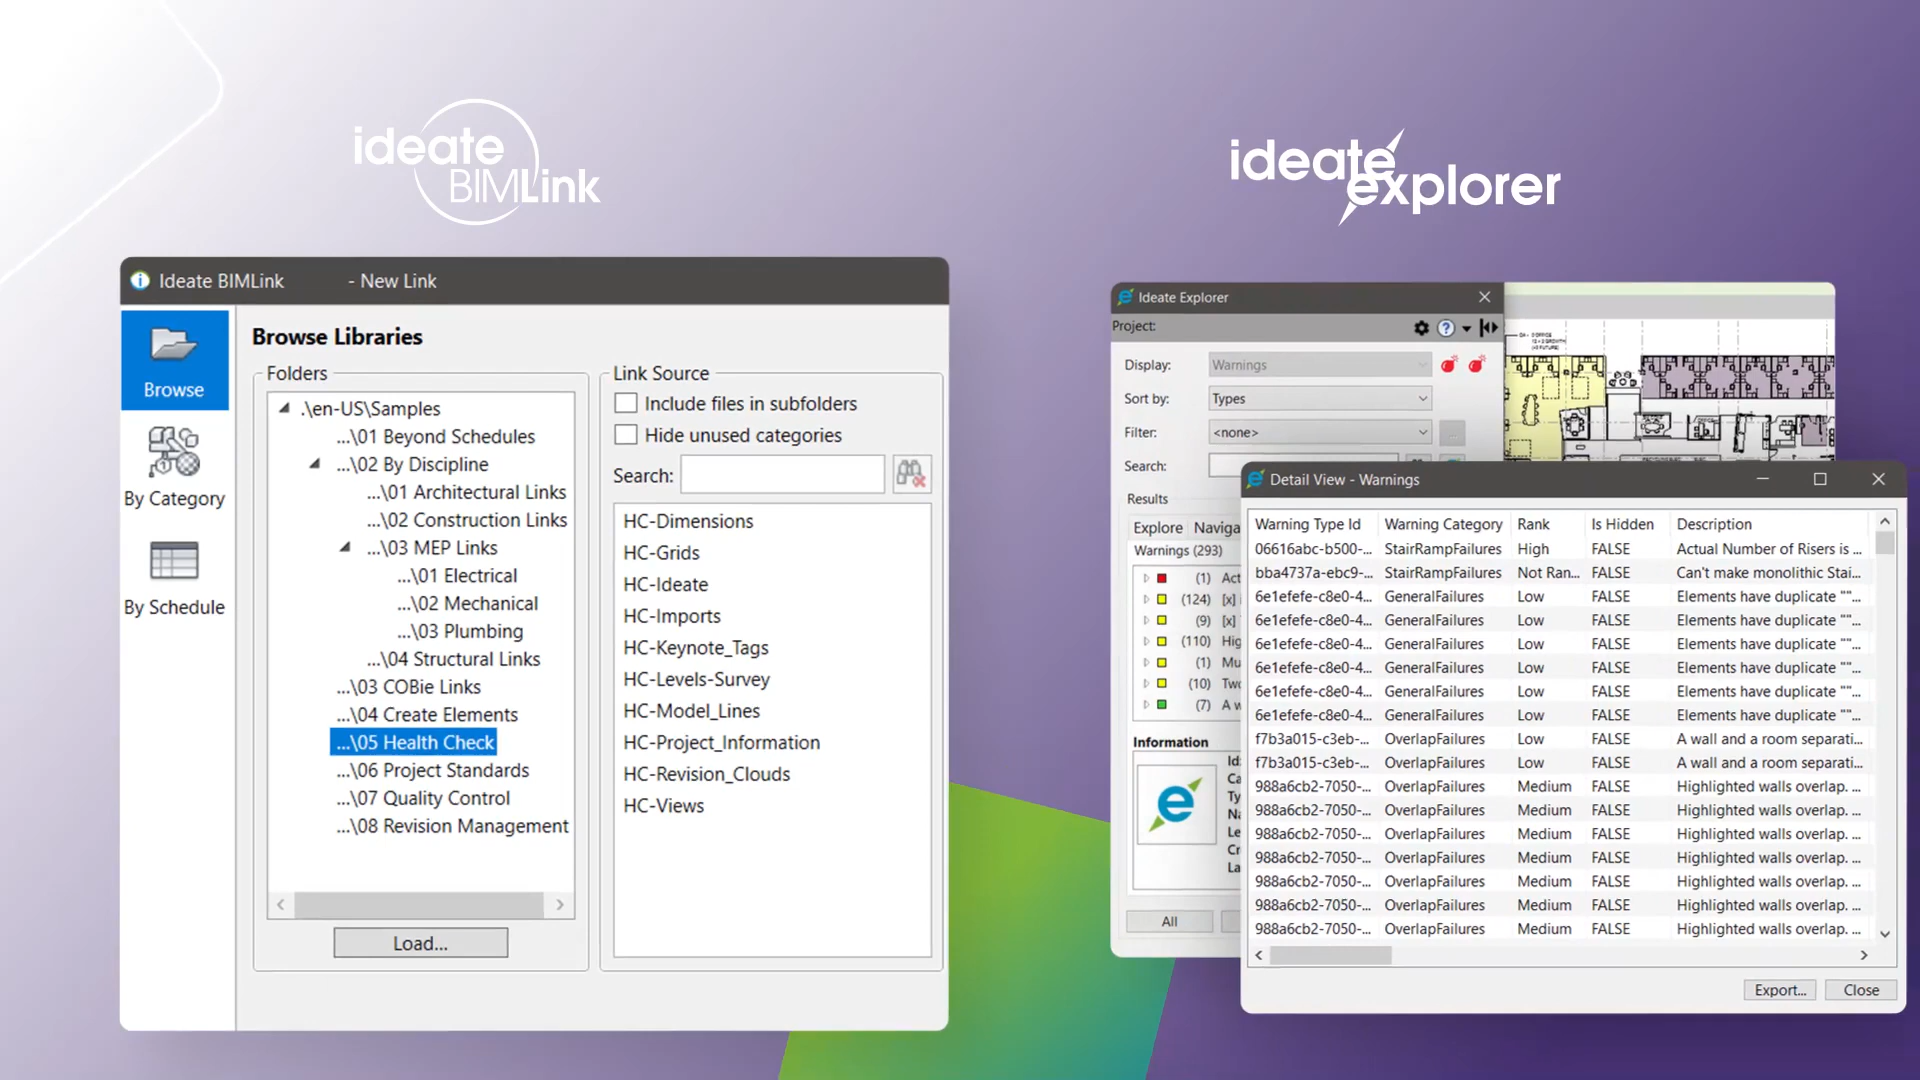 ideate
BIMLink
ideate
explorer
Ideate BIMLink - New Link
Browse
By Category
By Schedule
Browse Libraries
Folders
.\en-US\Samples
...\01 Beyond Schedules
...\02 By Discipline
...\01 Architectural Links
...\02 Construction Links
...\03 MEP Links
...\01 Electrical
...\02 Mechanical
...\03 Plumbing
...\04 Structural Links
...\03 COBie Links
...\04 Create Elements
...\05 Health Check
...\06 Project Standards
...\07 Quality Control
...\08 Revision Management
Load...
Link Source
Include files in subfolders
Hide unused categories
Search:
HC-Dimensions
HC-Grids
HC-Ideate
HC-Imports
HC-Keynote_Tags
HC-Levels-Survey
HC-Model_Lines
HC-Project_Information
HC-Revision_Clouds
HC-Views
Ideate Explorer
Project:
Display: Warnings
Sort by: Types
Filter: <none>
Search:
Results
Explore Naviga
Warnings (293)
(1) Act
(124) [x]
(9) [x]
(110) Hig
(1) Mu
(10) Two
(7) A w
Information
Id:
Ca
Ty
Na
Le
Cr
La
All
Detail View - Warnings
Warning Type Id Warning Category Rank Is Hidden Description
06616abc-b500-... StairRampFailures High FALSE Actual Number of Risers is ...
bba4737a-ebc9-... StairRampFailures Not Ran... FALSE Can't make monolithic Stai...
6e1efefe-c8e0-4... GeneralFailures Low FALSE Elements have duplicate ""...
6e1efefe-c8e0-4... GeneralFailures Low FALSE Elements have duplicate ""...
6e1efefe-c8e0-4... GeneralFailures Low FALSE Elements have duplicate ""...
6e1efefe-c8e0-4... GeneralFailures Low FALSE Elements have duplicate ""...
6e1efefe-c8e0-4... GeneralFailures Low FALSE Elements have duplicate ""...
6e1efefe-c8e0-4... GeneralFailures Low FALSE Elements have duplicate ""...
f7b3a015-c3eb-... OverlapFailures Low FALSE A wall and a room separati...
f7b3a015-c3eb-... OverlapFailures Low FALSE A wall and a room separati...
988a6cb2-7050-... OverlapFailures Medium FALSE Highlighted walls overlap. ...
988a6cb2-7050-... OverlapFailures Medium FALSE Highlighted walls overlap. ...
988a6cb2-7050-... OverlapFailures Medium FALSE Highlighted walls overlap. ...
988a6cb2-7050-... OverlapFailures Medium FALSE Highlighted walls overlap. ...
988a6cb2-7050-... OverlapFailures Medium FALSE Highlighted walls overlap. ...
988a6cb2-7050-... OverlapFailures Medium FALSE Highlighted walls overlap. ...
988a6cb2-7050-... OverlapFailures Medium FALSE Highlighted walls overlap. ...
Export...
Close